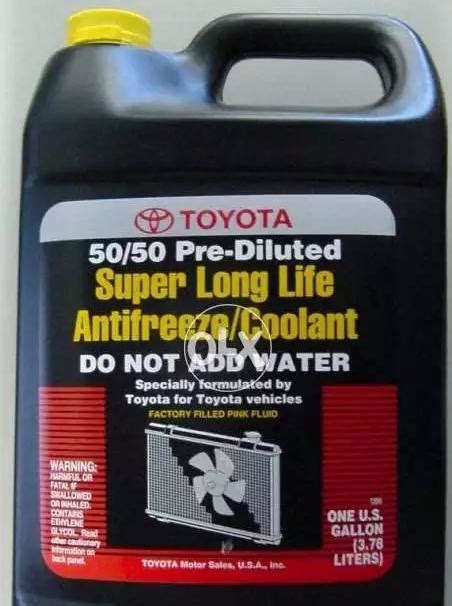 TOYOTA
50/50 Pre-Diluted
Super Long Life
Antifreeze/Coolant
OLX
DO NOT ADD WATER
Specially formulated by
Toyota for Toyota vehicles
FACTORY FILLED PINK FLUID
WARNING:
HARMFUL OR
FATAL IF
SWALLOWED
OR INHALED.
CONTAINS
ETHYLENE
GLYCOL. Read
other cautionary
information on
back panel.
ONE U.S.
GALLON
(3.78
LITERS)
TOYOTA Motor Sales, U.S.A., Inc.